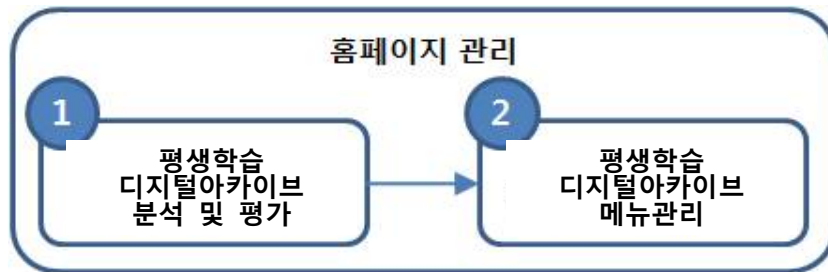 홈페이지 관리
1
평생학습
디지털아카이브
분석 및 평가
2
평생학습
디지털아카이브
메뉴관리